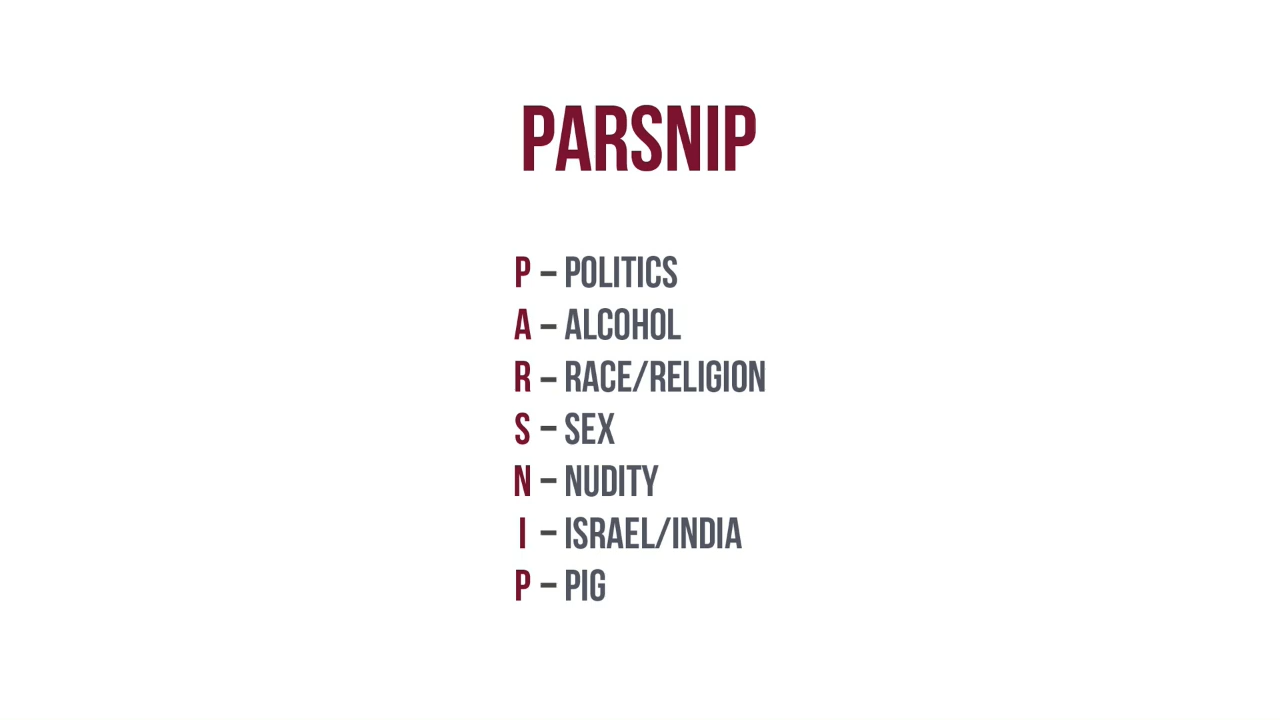 PARSNIP
P – POLITICS
A – ALCOHOL
R – RACE/RELIGION
S – SEX
N – NUDITY
I – ISRAEL/INDIA
P – PIG